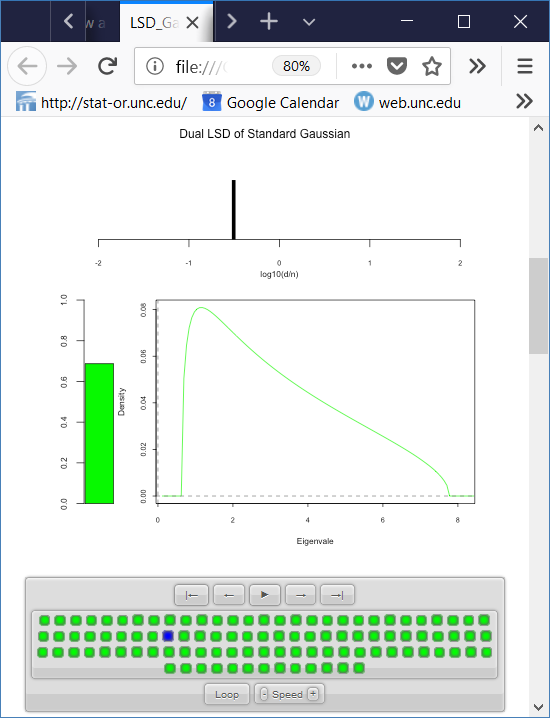 LSD_Ga
80%
file:///
http://stat-or.unc.edu/
8 Google Calendar
W web.unc.edu
Dual LSD of Standard Gaussian
-2 -1 0 1 2
log10(d/n)
1.0
0.8
0.6
0.4
0.2
0.0
Density
0.08
0.06
0.04
0.02
0.00
0 2 4 6 8
Eigenvale
Loop
- Speed +